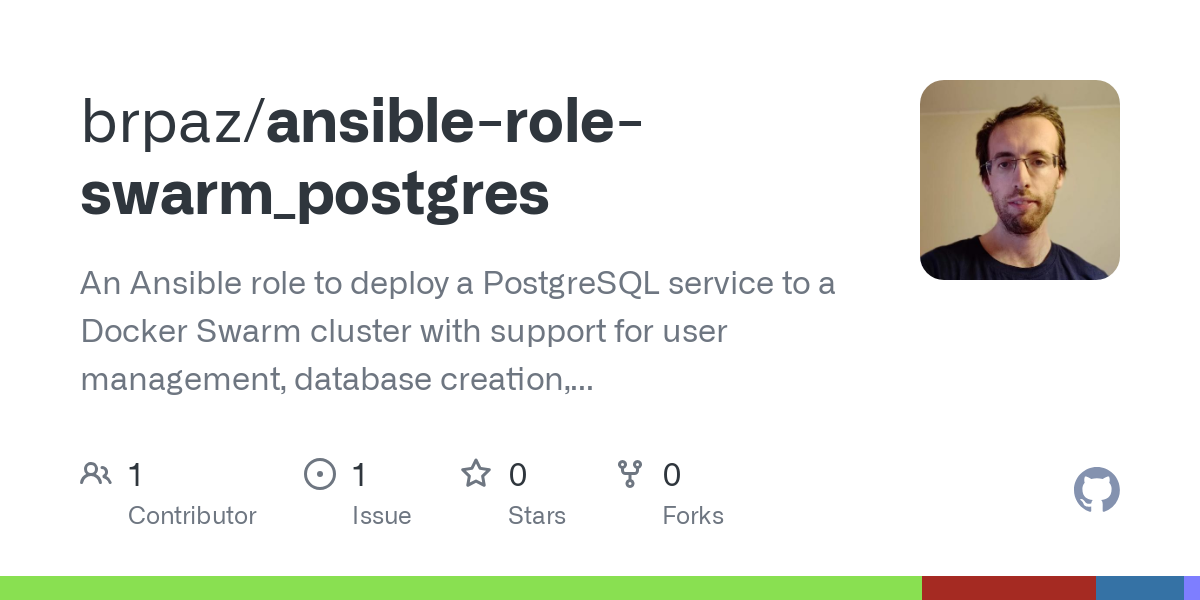 brpaz/ansible-role-
swarm_postgres
An Ansible role to deploy a PostgreSQL service to a
Docker Swarm cluster with support for user
management, database creation,...
1 1 0 0
Contributor Issue Stars Forks